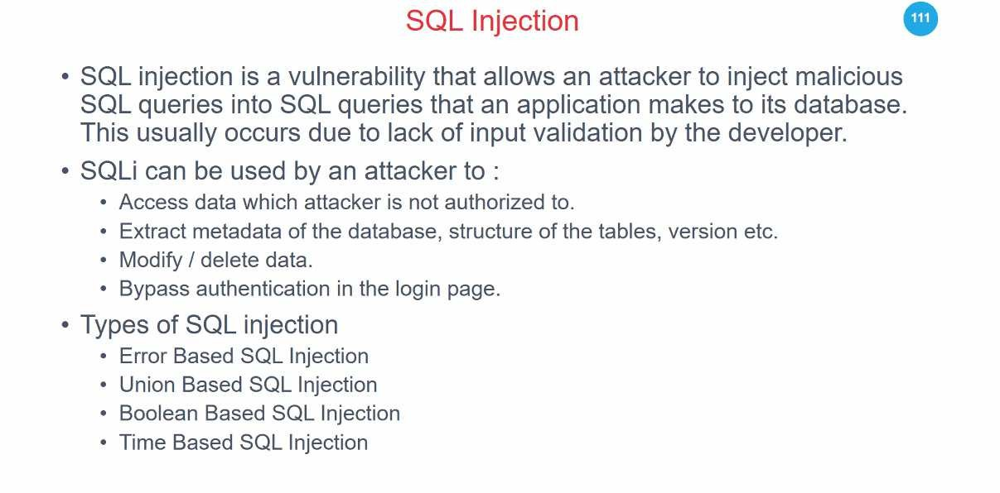 SQL Injection
111
• SQL injection is a vulnerability that allows an attacker to inject malicious
SQL queries into SQL queries that an application makes to its database.
This usually occurs due to lack of input validation by the developer.
• SQLi can be used by an attacker to :
• Access data which attacker is not authorized to.
• Extract metadata of the database, structure of the tables, version etc.
• Modify / delete data.
• Bypass authentication in the login page.
• Types of SQL injection
• Error Based SQL Injection
• Union Based SQL Injection
• Boolean Based SQL Injection
• Time Based SQL Injection